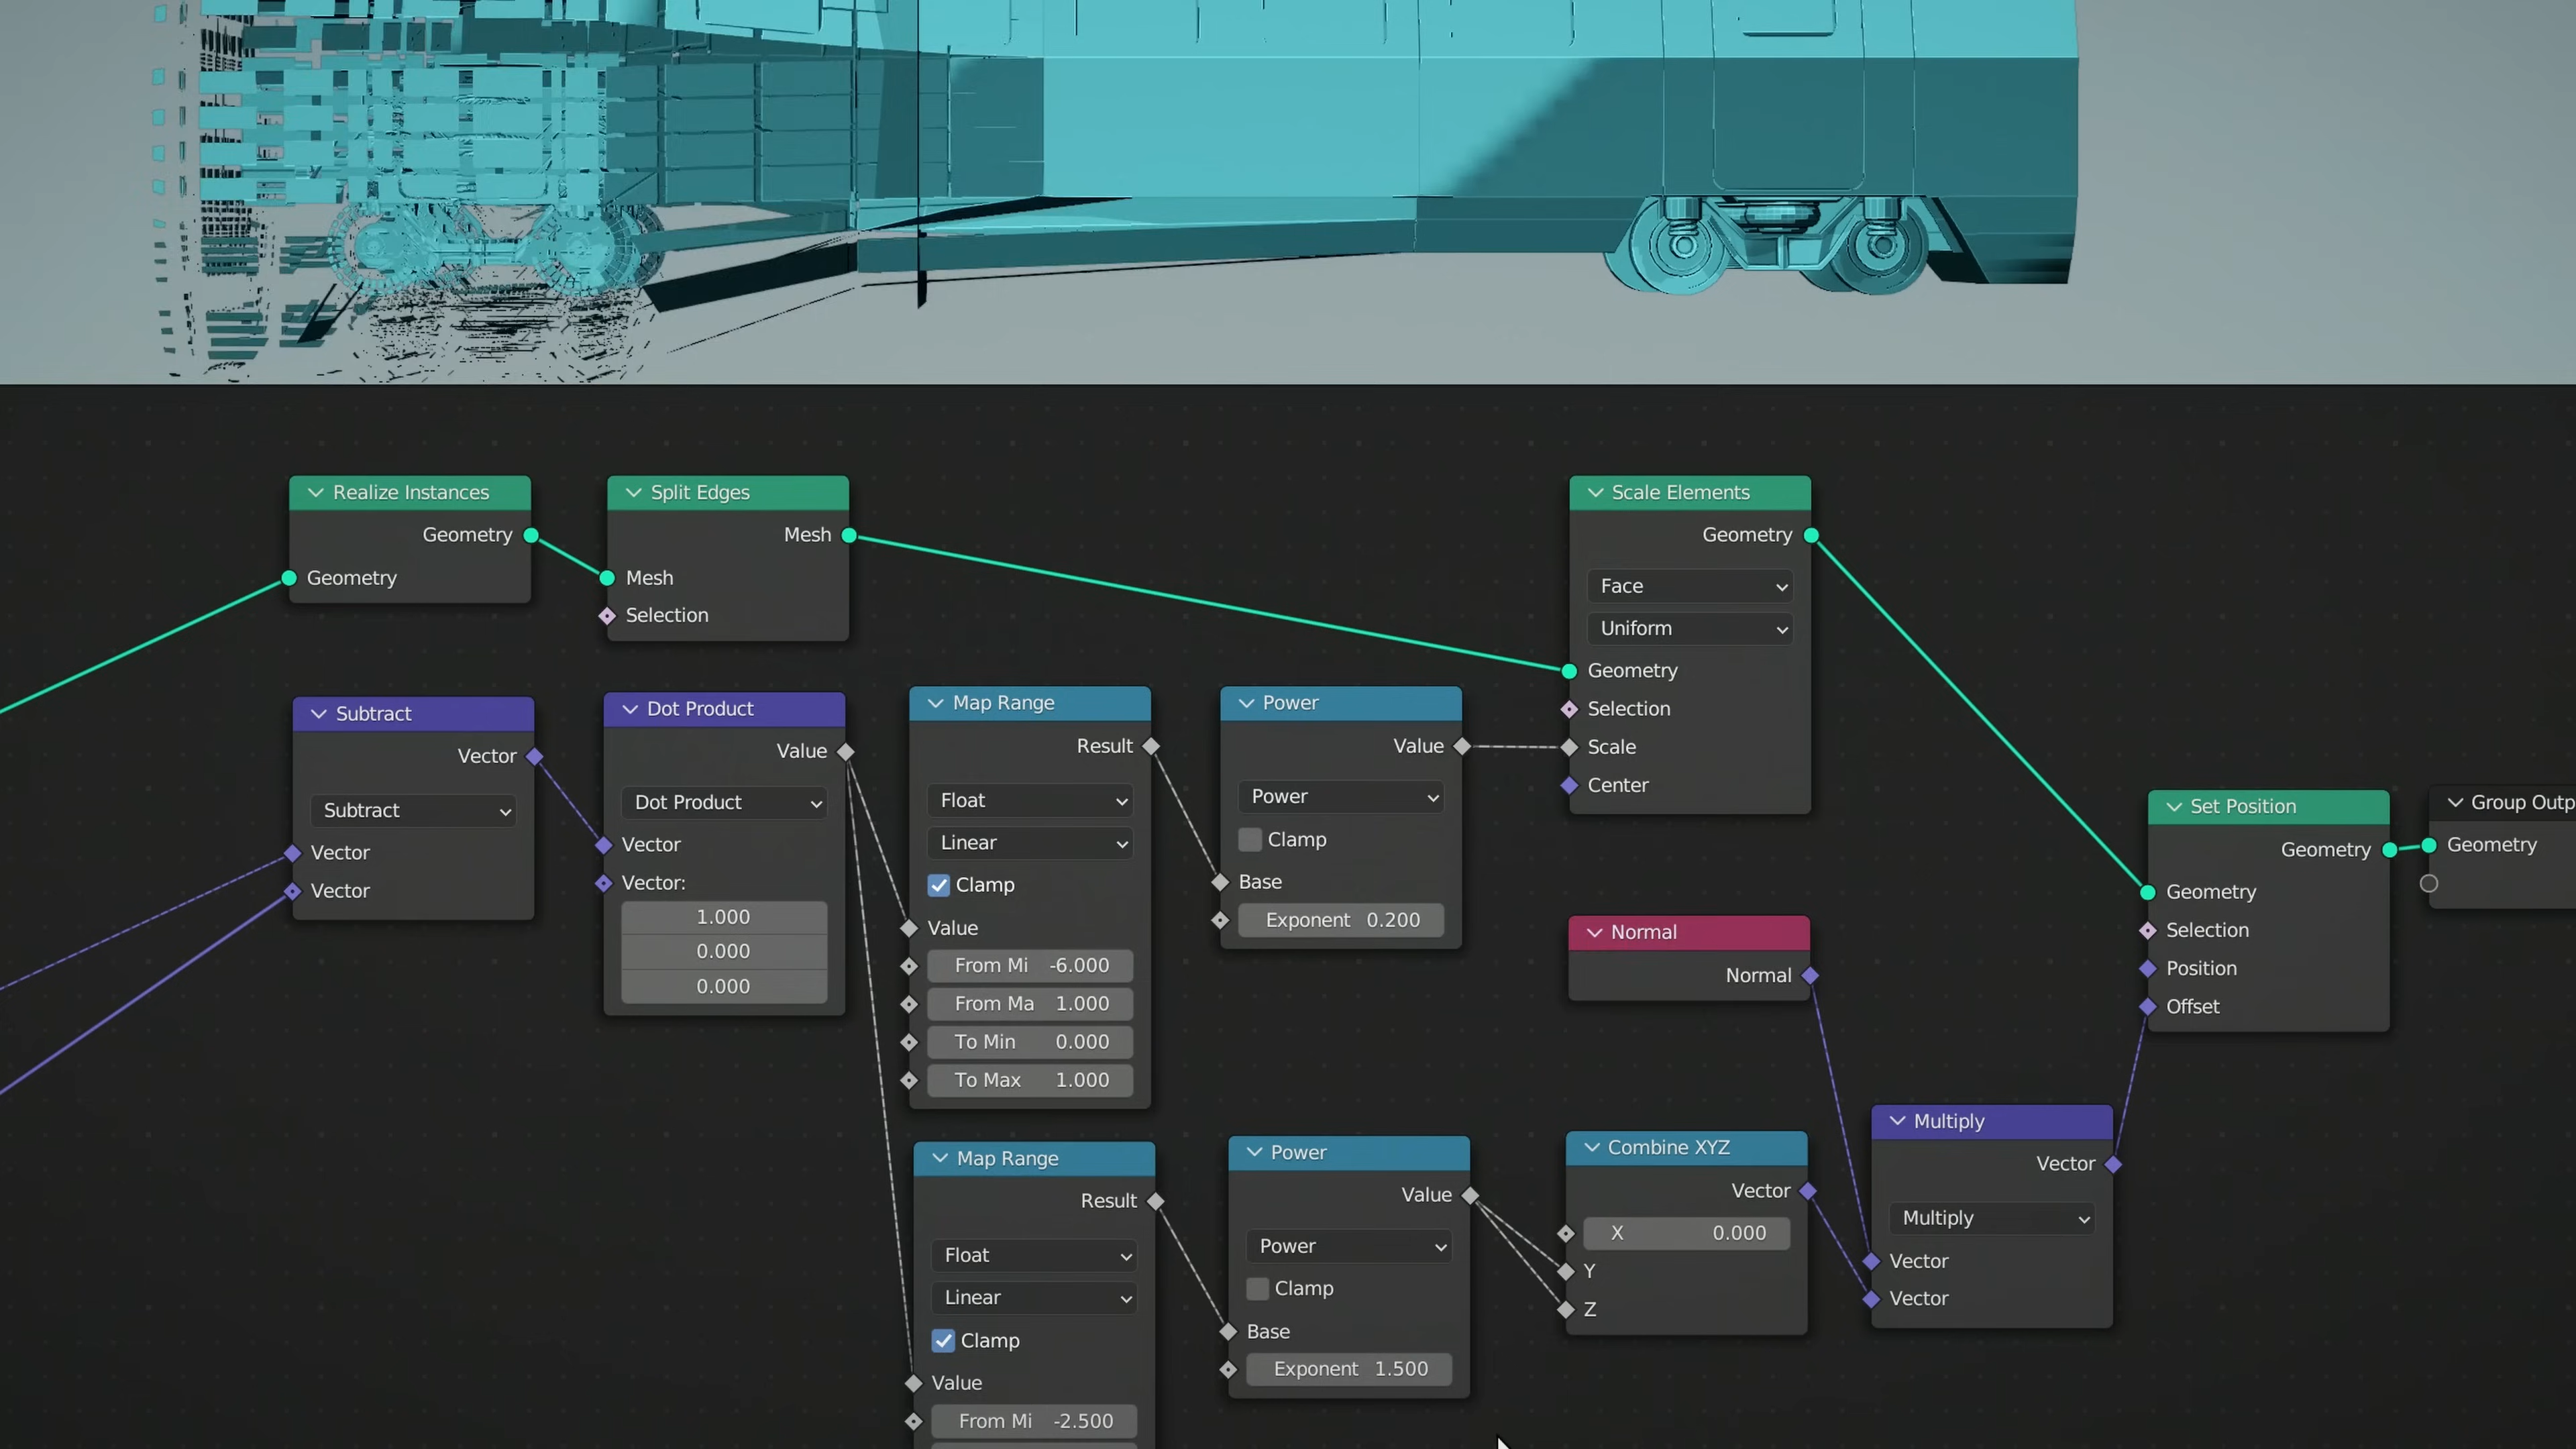 Realize Instances
Geometry
Geometry
Split Edges
Mesh
Mesh
Selection
Scale Elements
Geometry
Face
Uniform
Geometry
Selection
Scale
Center
Subtract
Vector
Subtract
Vector
Vector
Dot Product
Value
Dot Product
Vector
Vector:
1.000
0.000
0.000
Map Range
Result
Float
Linear
Clamp
Value
From Mi -6.000
From Ma 1.000
To Min 0.000
To Max 1.000
Power
Value
Power
Clamp
Base
Exponent 0.200
Normal
Normal
Set Position
Geometry
Geometry
Selection
Position
Offset
Group Outp
Geometry
Map Range
Result
Float
Linear
Clamp
Value
From Mi -2.500
Power
Value
Power
Clamp
Base
Exponent 1.500
Combine XYZ
Vector
X 0.000
Y
Z
Multiply
Vector
Multiply
Vector
Vector